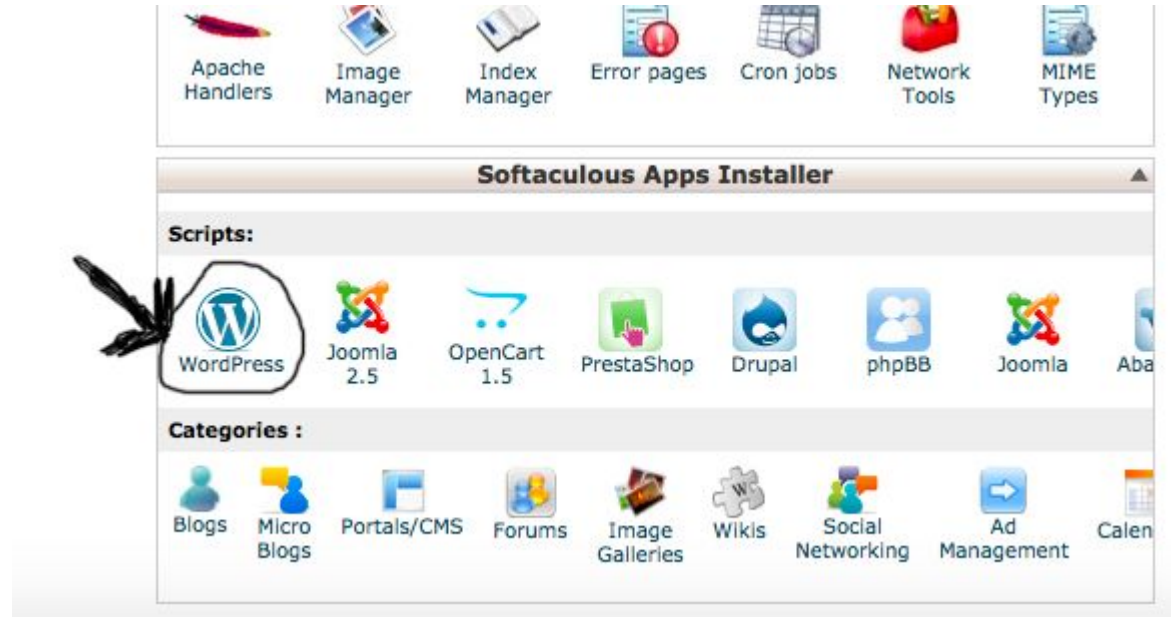 Apache Handlers
Image Manager
Index Manager
Error pages
Cron jobs
Network Tools
MIME Types
Softaculous Apps Installer
Scripts:
WordPress
Joomla 2.5
OpenCart 1.5
PrestaShop
Drupal
phpBB
Joomla
Aba
Categories :
Blogs
Micro Blogs
Portals/CMS
Forums
Image Galleries
Wikis
Social Networking
Ad Management
Calen